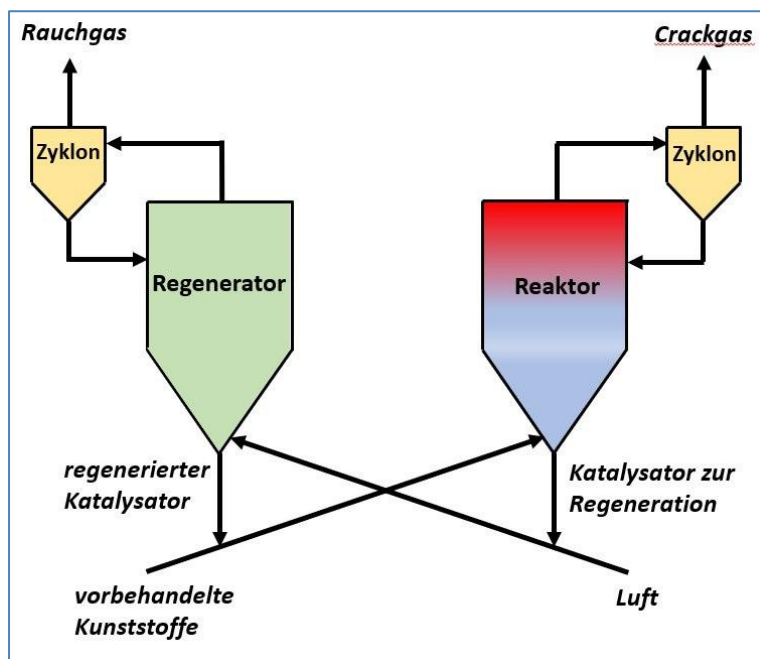 Rauchgas
Crackgas
Zyklon
Zyklon
Regenerator
Reaktor
regenerierter
Katalysator
Katalysator zur
Regeneration
vorbehandelte
Kunststoffe
Luft